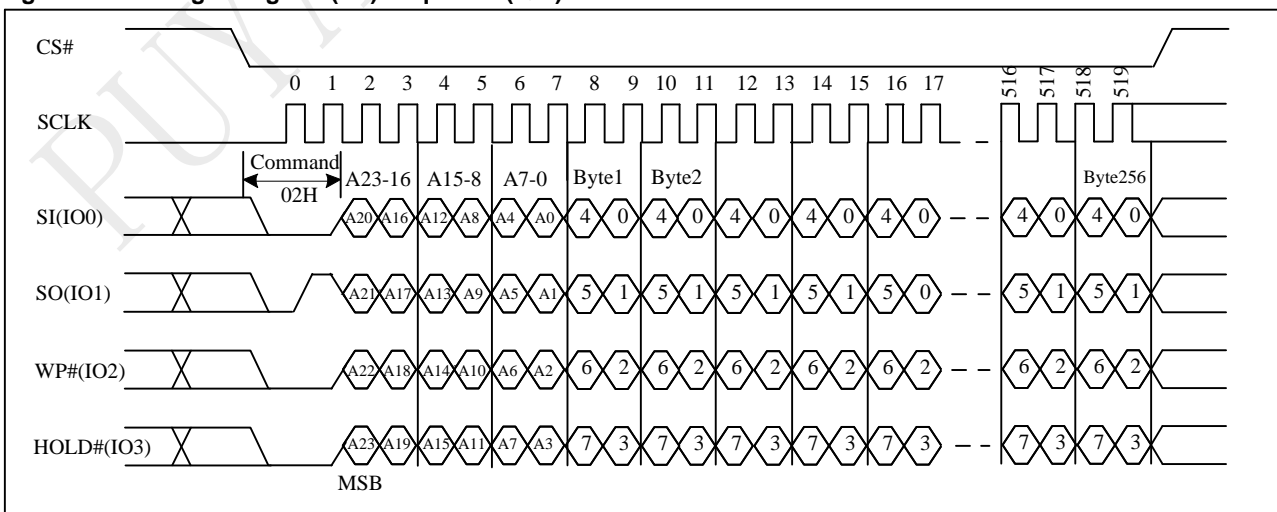 CS#
0 1 2 3 4 5 6 7 8 9 10 11 12 13 14 15 16 17 516 517 518 519
SCLK
Command
02H
A23-16 A15-8 A7-0 Byte1 Byte2 Byte256
SI(IO0) A20 A16 A12 A8 A4 A0 4 0 4 0 4 0 4 0 4 0 4 0 4 0
SO(IO1) A21 A17 A13 A9 A5 A1 5 1 5 1 5 1 5 1 5 0 5 1 5 1
WP#(IO2) A22 A18 A14 A10 A6 A2 6 2 6 2 6 2 6 2 6 2 6 2 6 2
HOLD#(IO3) A23 A19 A15 A11 A7 A3 7 3 7 3 7 3 7 3 7 3 7 3 7 3
MSB